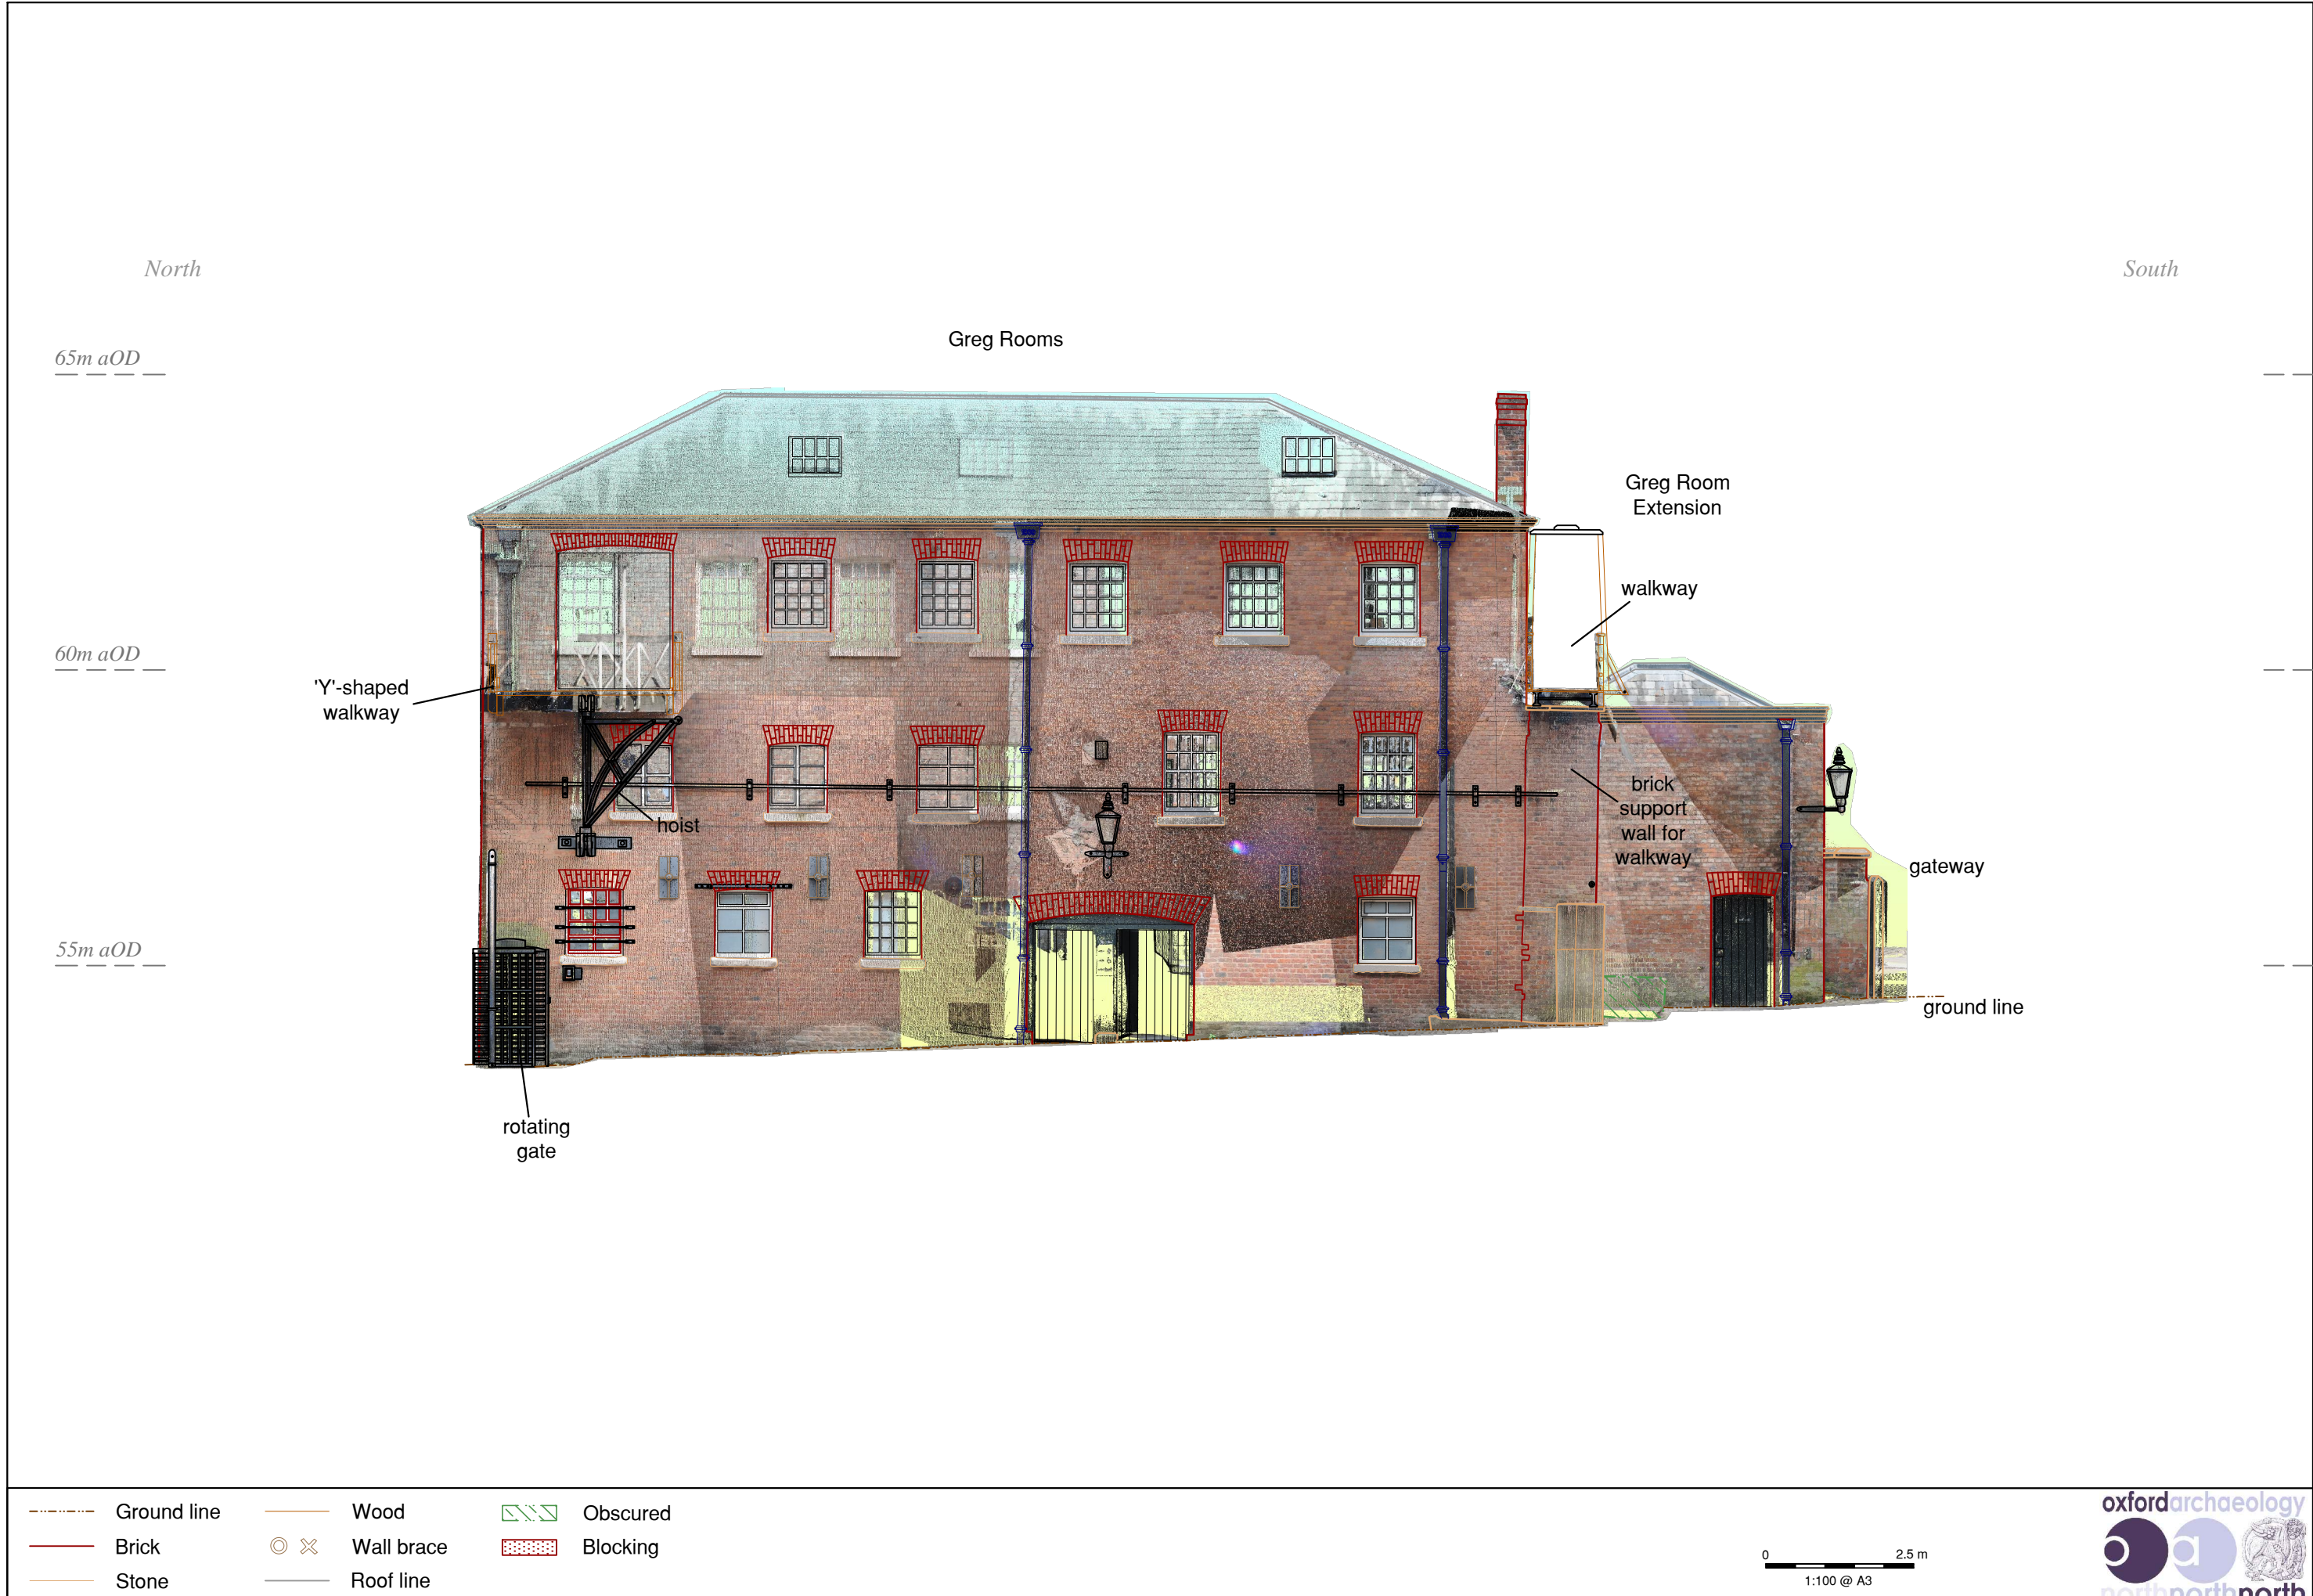 North
South
Greg Rooms
65m aOD
Greg Room
Extension
walkway
60m aOD
'Y'-shaped
walkway
brick
support
wall for
walkway
hoist
gateway
55m aOD
ground line
rotating
gate
Ground line
Wood
Obscured
Brick
Wall brace
Blocking
Stone
Roof line
0 2.5 m
1:100 @ A3
oxfordarchaeology
oa
northnorthnorth